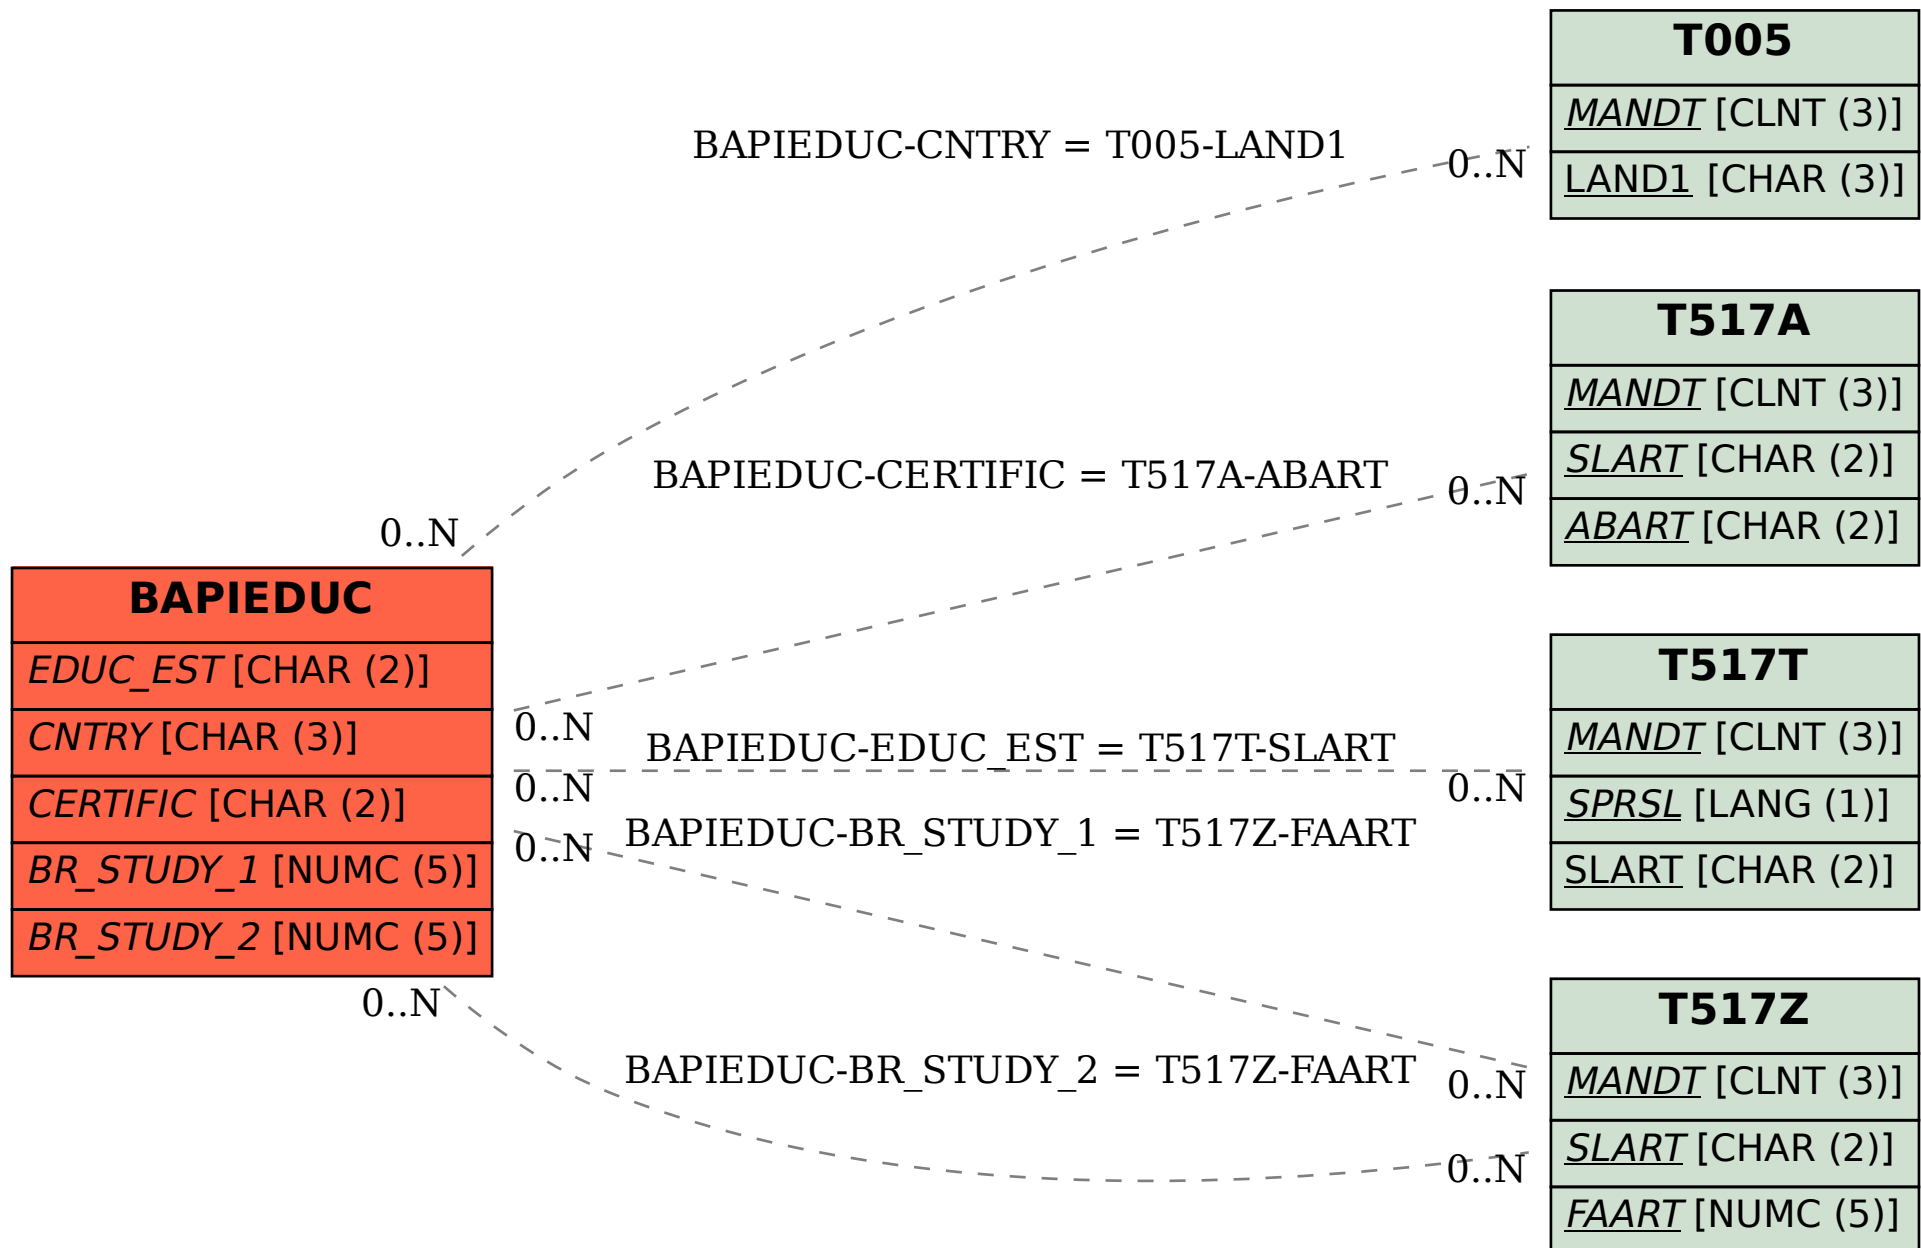 BAPIEDUC
EDUC_EST [CHAR (2)]
CNTRY [CHAR (3)]
CERTIFIC [CHAR (2)]
BR_STUDY_1 [NUMC (5)]
BR_STUDY_2 [NUMC (5)]
BAPIEDUC-CNTRY = T005-LAND1
0..N
0..N
BAPIEDUC-CERTIFIC = T517A-ABART
0..N
0..N
BAPIEDUC-EDUC_EST = T517T-SLART
0..N
0..N
BAPIEDUC-BR_STUDY_1 = T517Z-FAART
0..N
0..N
BAPIEDUC-BR_STUDY_2 = T517Z-FAART
0..N
0..N
T005
MANDT [CLNT (3)]
LAND1 [CHAR (3)]
T517A
MANDT [CLNT (3)]
SLART [CHAR (2)]
ABART [CHAR (2)]
T517T
MANDT [CLNT (3)]
SPRSL [LANG (1)]
SLART [CHAR (2)]
T517Z
MANDT [CLNT (3)]
SLART [CHAR (2)]
FAART [NUMC (5)]